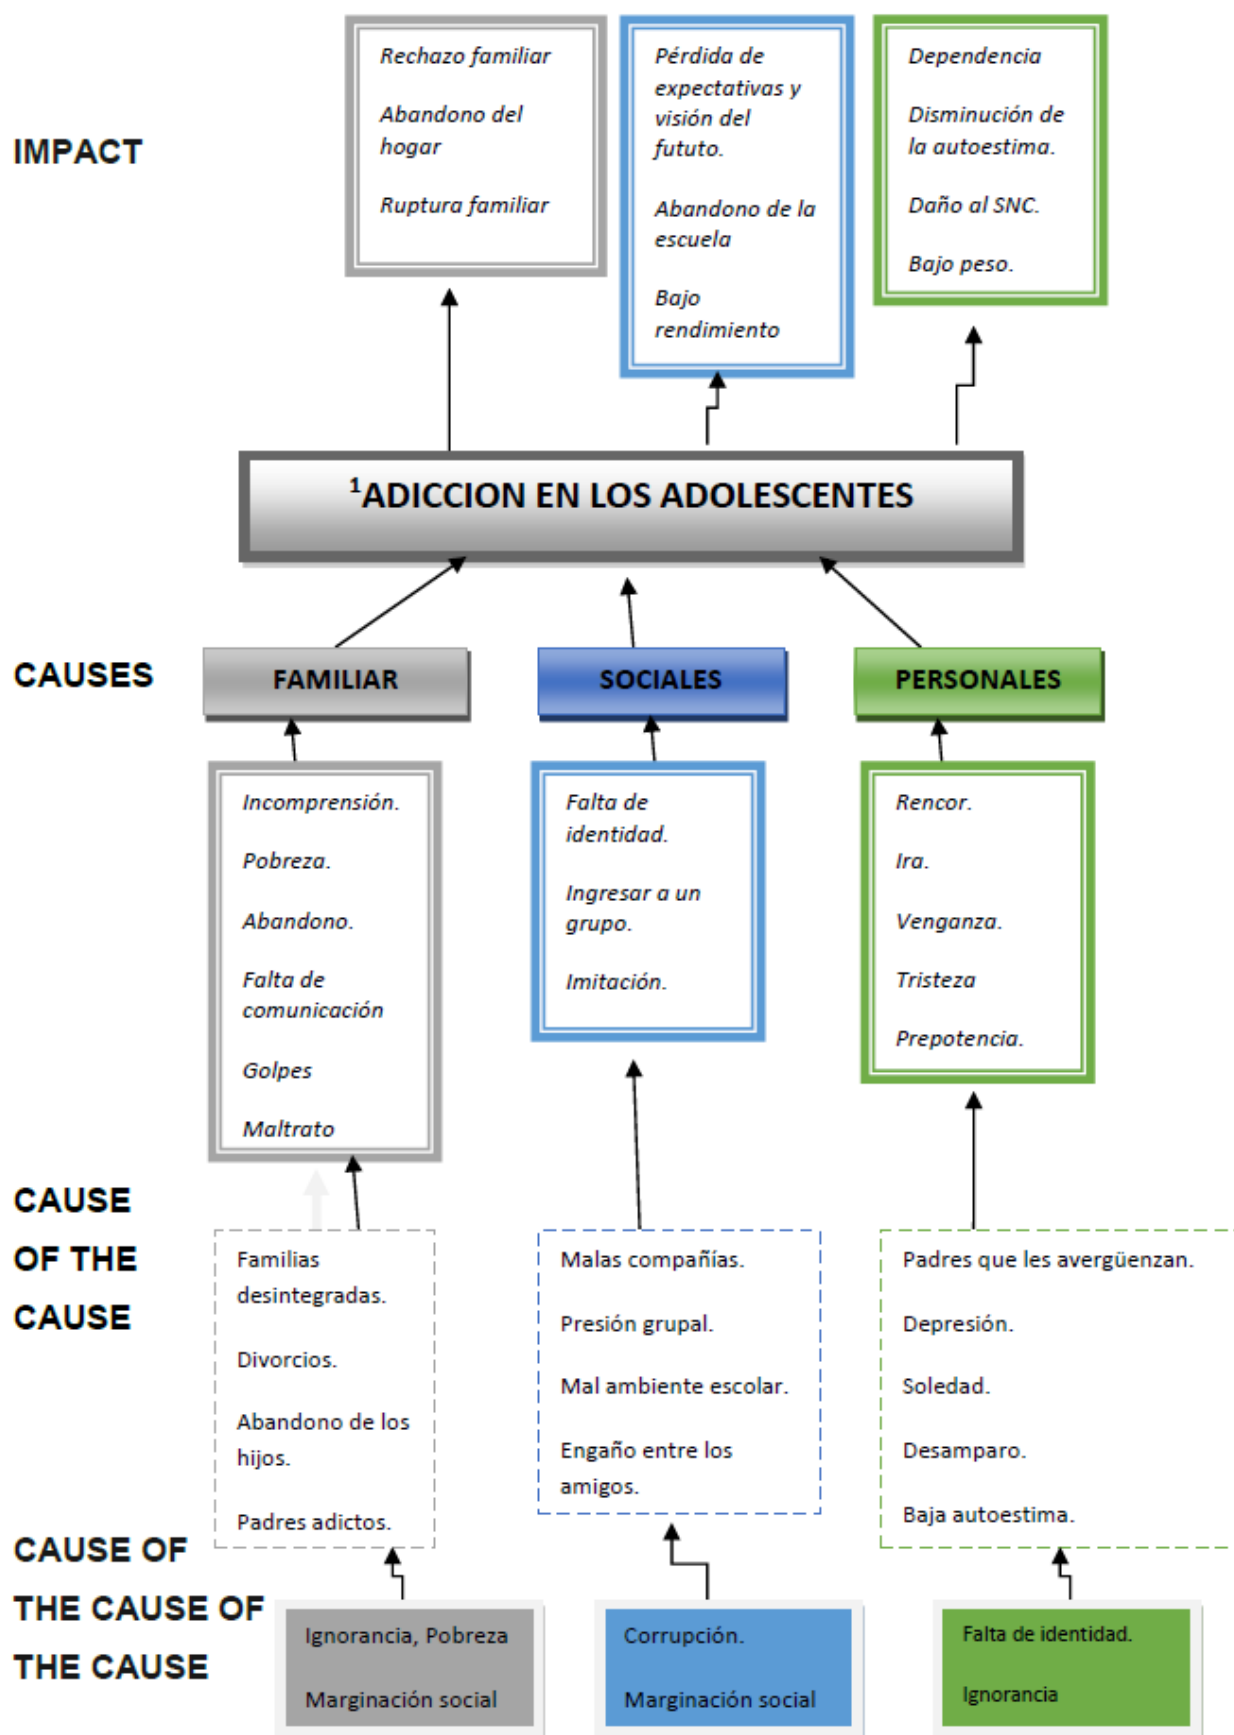 IMPACT
Rechazo familiar
Abandono del
hogar
Ruptura familiar
Pérdida de
expectativas y
visión del
fututo.
Abandono de la
escuela
Bajo
rendimiento
Dependencia
Disminución de
la autoestima.
Daño al SNC.
Bajo peso.
¹ADICCION EN LOS ADOLESCENTES
CAUSES
FAMILIAR
SOCIALES
PERSONALES
Incomprensión.
Pobreza.
Abandono.
Falta de
comunicación
Golpes
Maltrato
Falta de
identidad.
Ingresar a un
grupo.
Imitación.
Rencor.
Ira.
Venganza.
Tristeza
Prepotencia.
CAUSE
OF THE
CAUSE
Familias
desintegradas.
Divorcios.
Abandono de los
hijos.
Padres adictos.
Malas compañías.
Presión grupal.
Mal ambiente escolar.
Engaño entre los
amigos.
Padres que les avergüenzan.
Depresión.
Soledad.
Desamparo.
Baja autoestima.
CAUSE OF
THE CAUSE OF
THE CAUSE
Ignorancia, Pobreza
Marginación social
Corrupción.
Marginación social
Falta de identidad.
Ignorancia